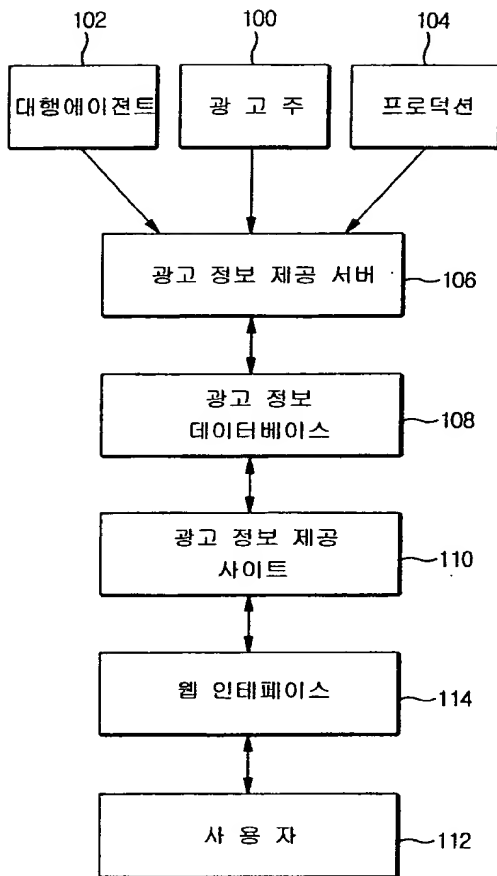 102
100
104
대행에이젼트
광 고 주
프로덕션
광고 정보 제공 서버
106
광고 정보
데이터베이스
108
광고 정보 제공
사이트
110
웹 인테페이스
114
사 용 자
112